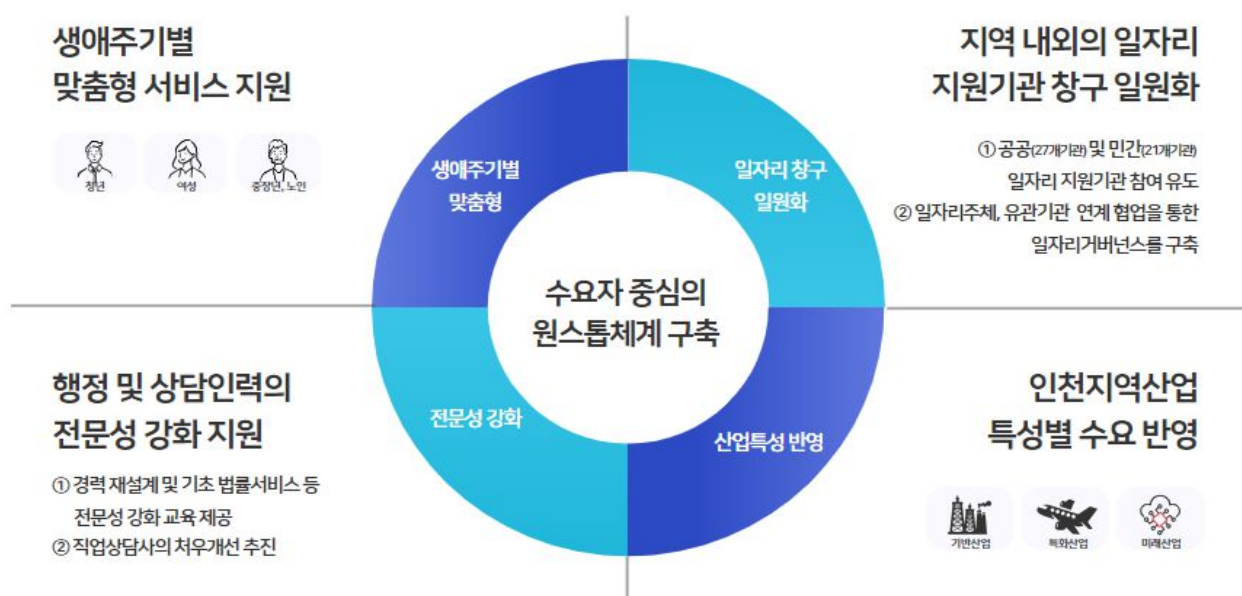 생애주기별
맞춤형 서비스 지원
청년
여성
중장년, 노인
지역 내외의 일자리
지원기관 창구 일원화
① 공공(27개기관) 및 민간(21개기관)
일자리 지원기관 참여 유도
② 일자리주체, 유관기관 연계 협업을 통한
일자리거버넌스를 구축
생애주기별
맞춤형
일자리 창구
일원화
수요자 중심의
원스톱체계 구축
전문성 강화
산업특성 반영
행정 및 상담인력의
전문성 강화 지원
① 경력 재설계 및 기초 법률서비스 등
전문성 강화 교육 제공
② 직업상담사의 처우개선 추진
인천지역산업
특성별 수요 반영
기반산업
특화산업
미래산업